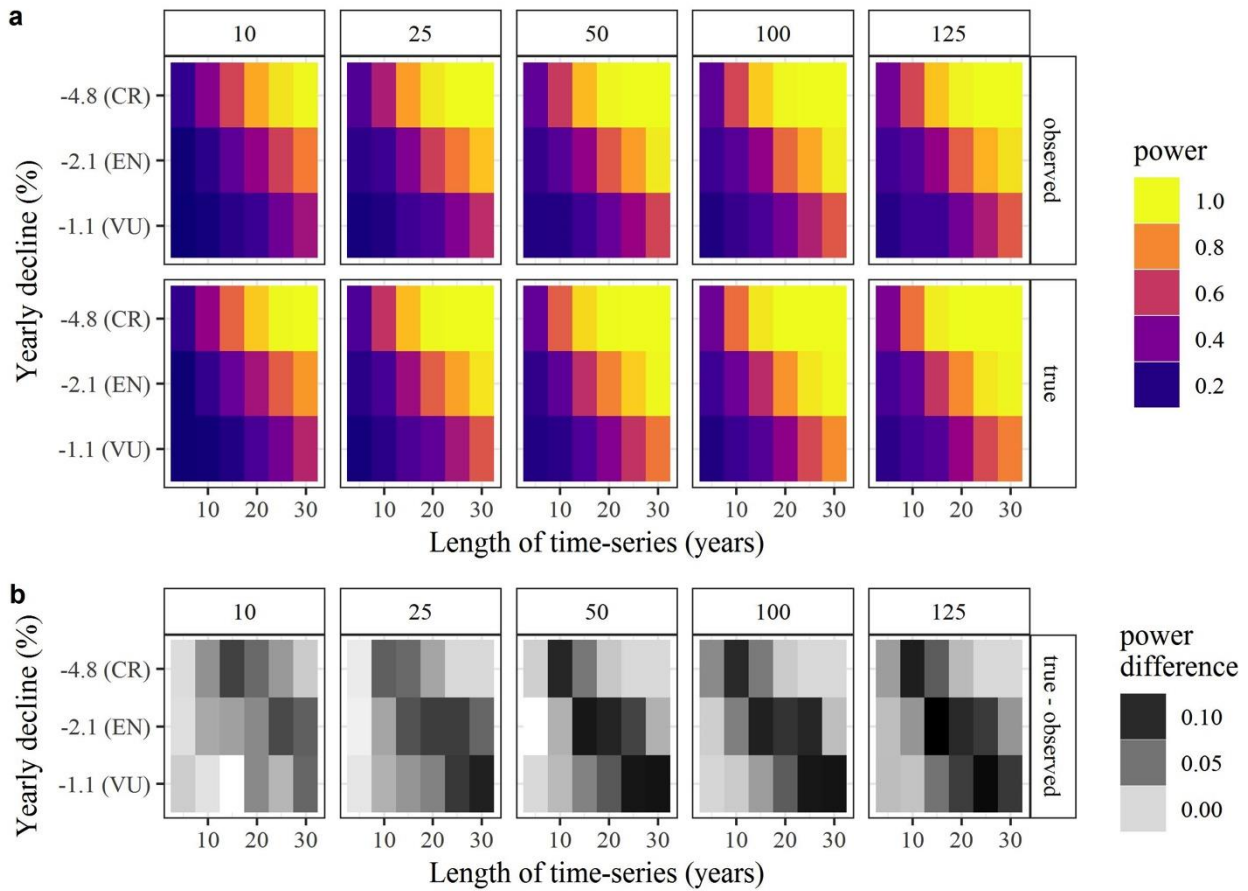 a
10 25 50 100 125
-4.8 (CR)
-2.1 (EN)
-1.1 (VU)
observed
-4.8 (CR)
-2.1 (EN)
-1.1 (VU)
true
10 20 30 10 20 30 10 20 30 10 20 30 10 20 30
Length of time-series (years)
Yearly decline (%)
power
1.0
0.8
0.6
0.4
0.2
b
10 25 50 100 125
-4.8 (CR)
-2.1 (EN)
-1.1 (VU)
true - observed
10 20 30 10 20 30 10 20 30 10 20 30 10 20 30
Length of time-series (years)
Yearly decline (%)
power
difference
0.10
0.05
0.00